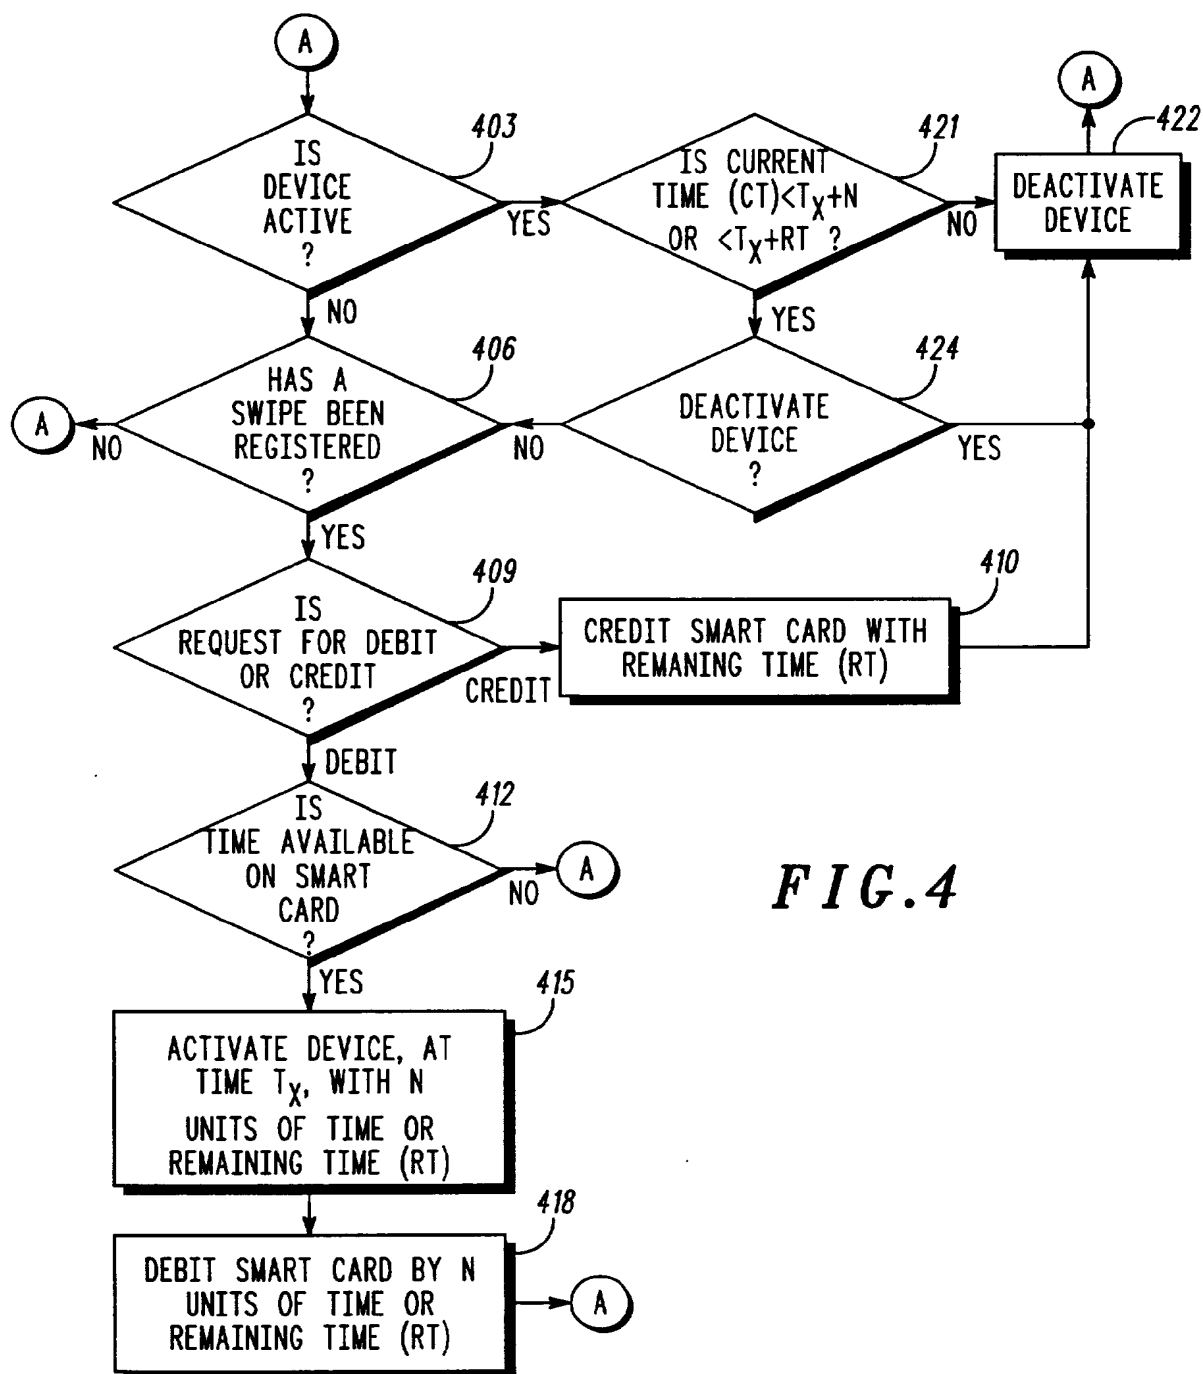 A
IS
DEVICE
ACTIVE
?
403
YES
NO
IS CURRENT
TIME (CT)<TX+N
OR <TX+RT ?
421
NO
YES
A
422
DEACTIVATE
DEVICE
HAS A
SWIPE BEEN
REGISTERED
?
406
A
NO
YES
DEACTIVATE
DEVICE
?
424
NO
YES
IS
REQUEST FOR DEBIT
OR CREDIT
?
409
CREDIT
DEBIT
CREDIT SMART CARD WITH
REMANING TIME (RT)
410
IS
TIME AVAILABLE
ON SMART
CARD
?
412
NO
A
YES
FIG.4
ACTIVATE DEVICE, AT
TIME TX, WITH N
UNITS OF TIME OR
REMAINING TIME (RT)
415
DEBIT SMART CARD BY N
UNITS OF TIME OR
REMAINING TIME (RT)
418
A